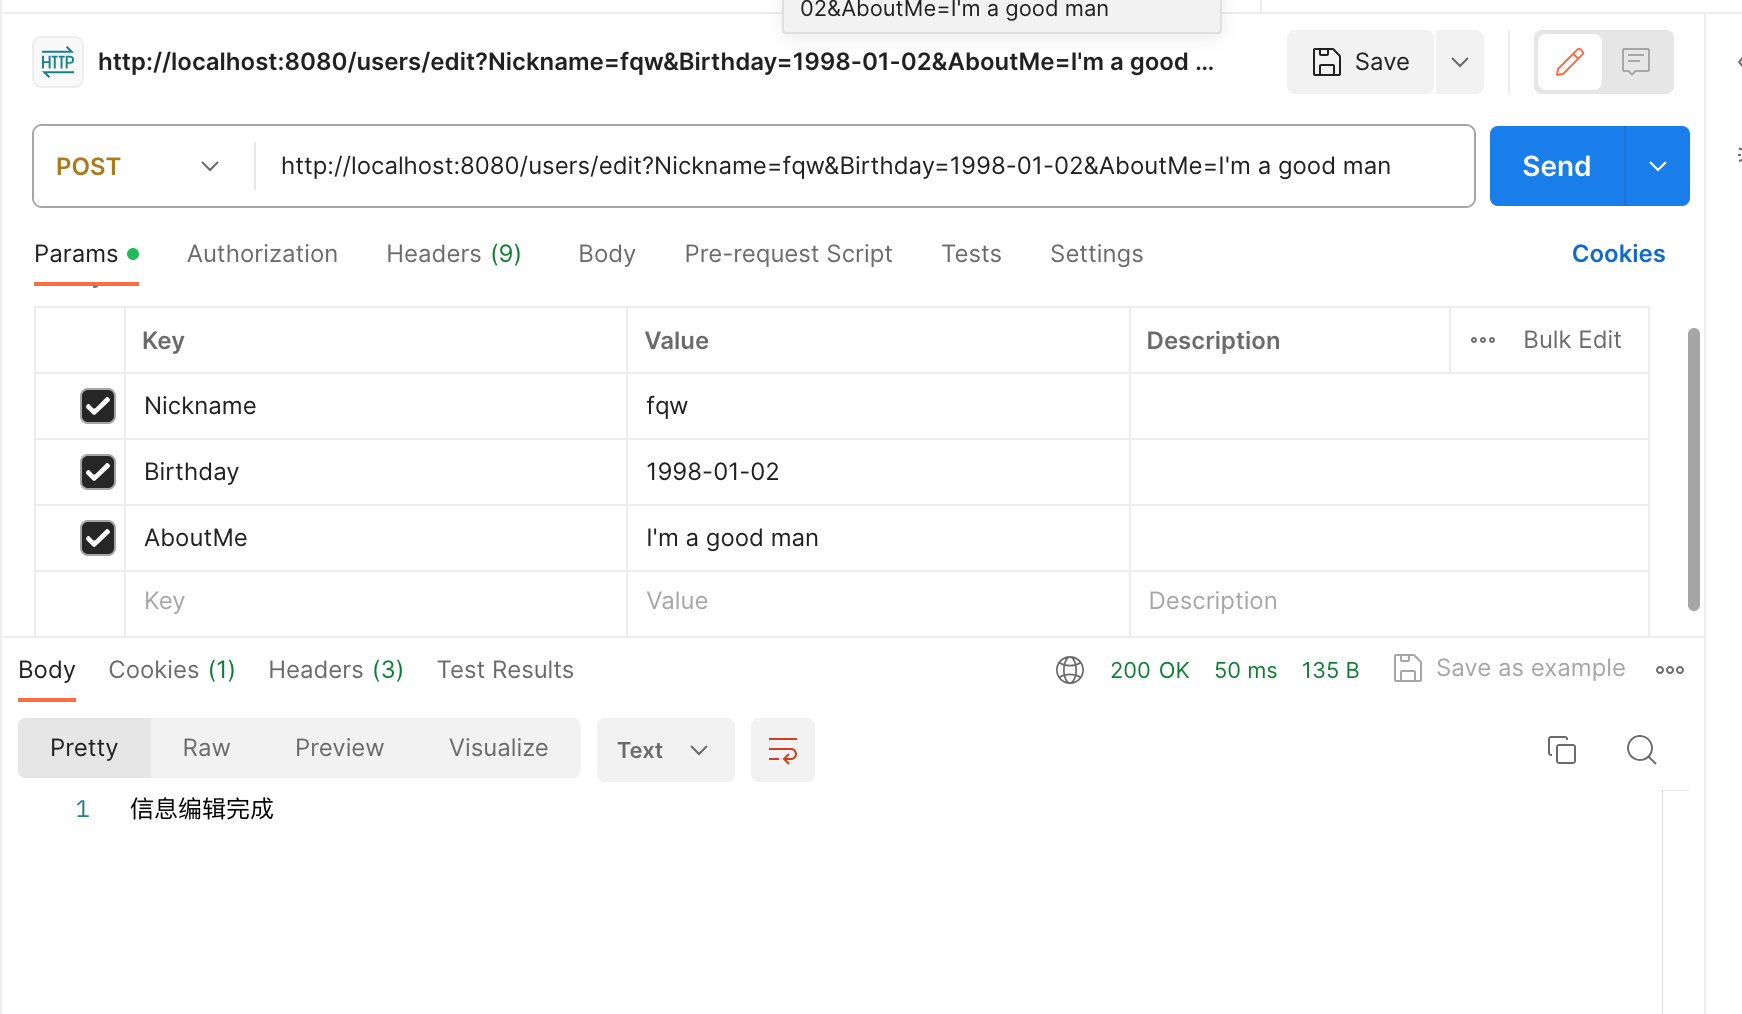 02&AboutMe=I'm a good man
HTTP http://localhost:8080/users/edit?Nickname=fqw&Birthday=1998-01-02&AboutMe=I'm a good ... Save
POST http://localhost:8080/users/edit?Nickname=fqw&Birthday=1998-01-02&AboutMe=I'm a good man Send
Params Authorization Headers (9) Body Pre-request Script Tests Settings Cookies
Key Value Description Bulk Edit
Nickname fqw
Birthday 1998-01-02
AboutMe I'm a good man
Key Value Description
Body Cookies (1) Headers (3) Test Results 200 OK 50 ms 135 B Save as example
Pretty Raw Preview Visualize Text
1 信息编辑完成